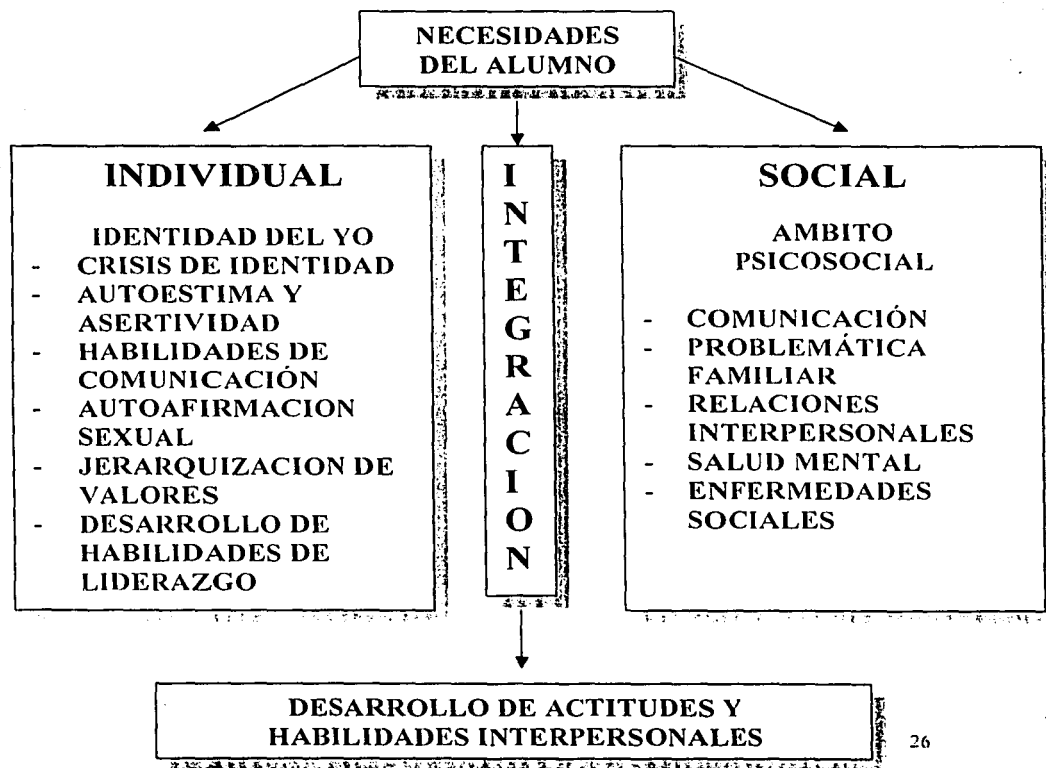 NECESIDADES
DEL ALUMNO
INDIVIDUAL
IDENTIDAD DEL YO
- CRISIS DE IDENTIDAD
- AUTOESTIMA Y
ASERTIVIDAD
- HABILIDADES DE
COMUNICACIÓN
- AUTOAFIRMACION
SEXUAL
- JERARQUIZACION DE
VALORES
- DESARROLLO DE
HABILIDADES DE
LIDERAZGO
I
N
T
E
G
R
A
C
I
O
N
SOCIAL
AMBITO
PSICOSOCIAL
- COMUNICACIÓN
- PROBLEMÁTICA
FAMILIAR
- RELACIONES
INTERPERSONALES
- SALUD MENTAL
- ENFERMEDADES
SOCIALES
DESARROLLO DE ACTITUDES Y
HABILIDADES INTERPERSONALES
26